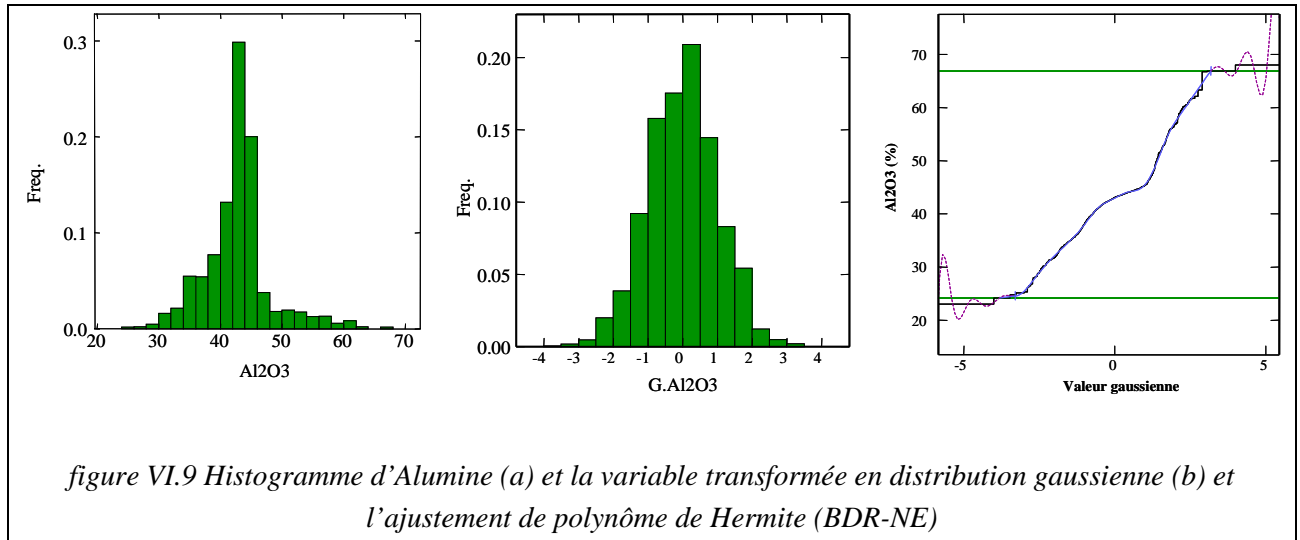 0.3
0.2
0.1
0.0
Freq.
20 30 40 50 60 70
Al2O3
0.20
0.15
0.10
0.05
0.00
Freq.
-4 -3 -2 -1 0 1 2 3 4
G.Al2O3
70
60
50
40
30
20
Al2O3 (%)
-5 0 5
Valeur gaussienne
figure VI.9 Histogramme d’Alumine (a) et la variable transformée en distribution gaussienne (b) et
l’ajustement de polynôme de Hermite (BDR-NE)